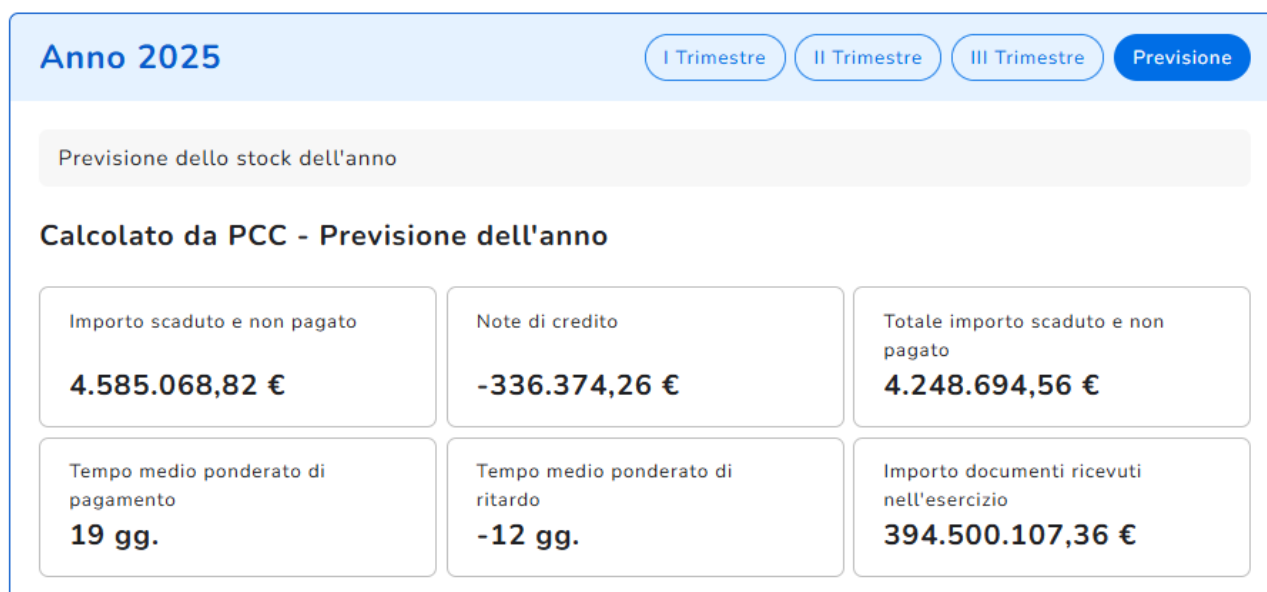 Anno 2025
I Trimestre
II Trimestre
III Trimestre
Previsione
Previsione dello stock dell'anno
Calcolato da PCC - Previsione dell'anno
Importo scaduto e non pagato
4.585.068,82 €
Note di credito
-336.374,26 €
Totale importo scaduto e non
pagato
4.248.694,56 €
Tempo medio ponderato di
pagamento
19 gg.
Tempo medio ponderato di
ritardo
-12 gg.
Importo documenti ricevuti
nell'esercizio
394.500.107,36 €